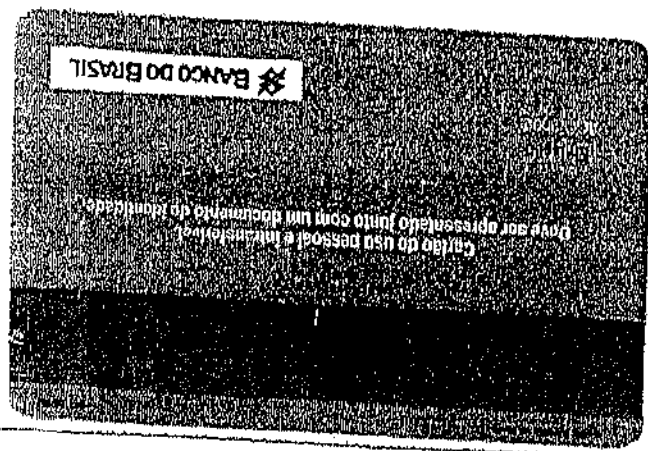 Cartão de uso pessoal e intransferível.
Deve ser apresentado junto com um documento de identidade.
BANCO DO BRASIL